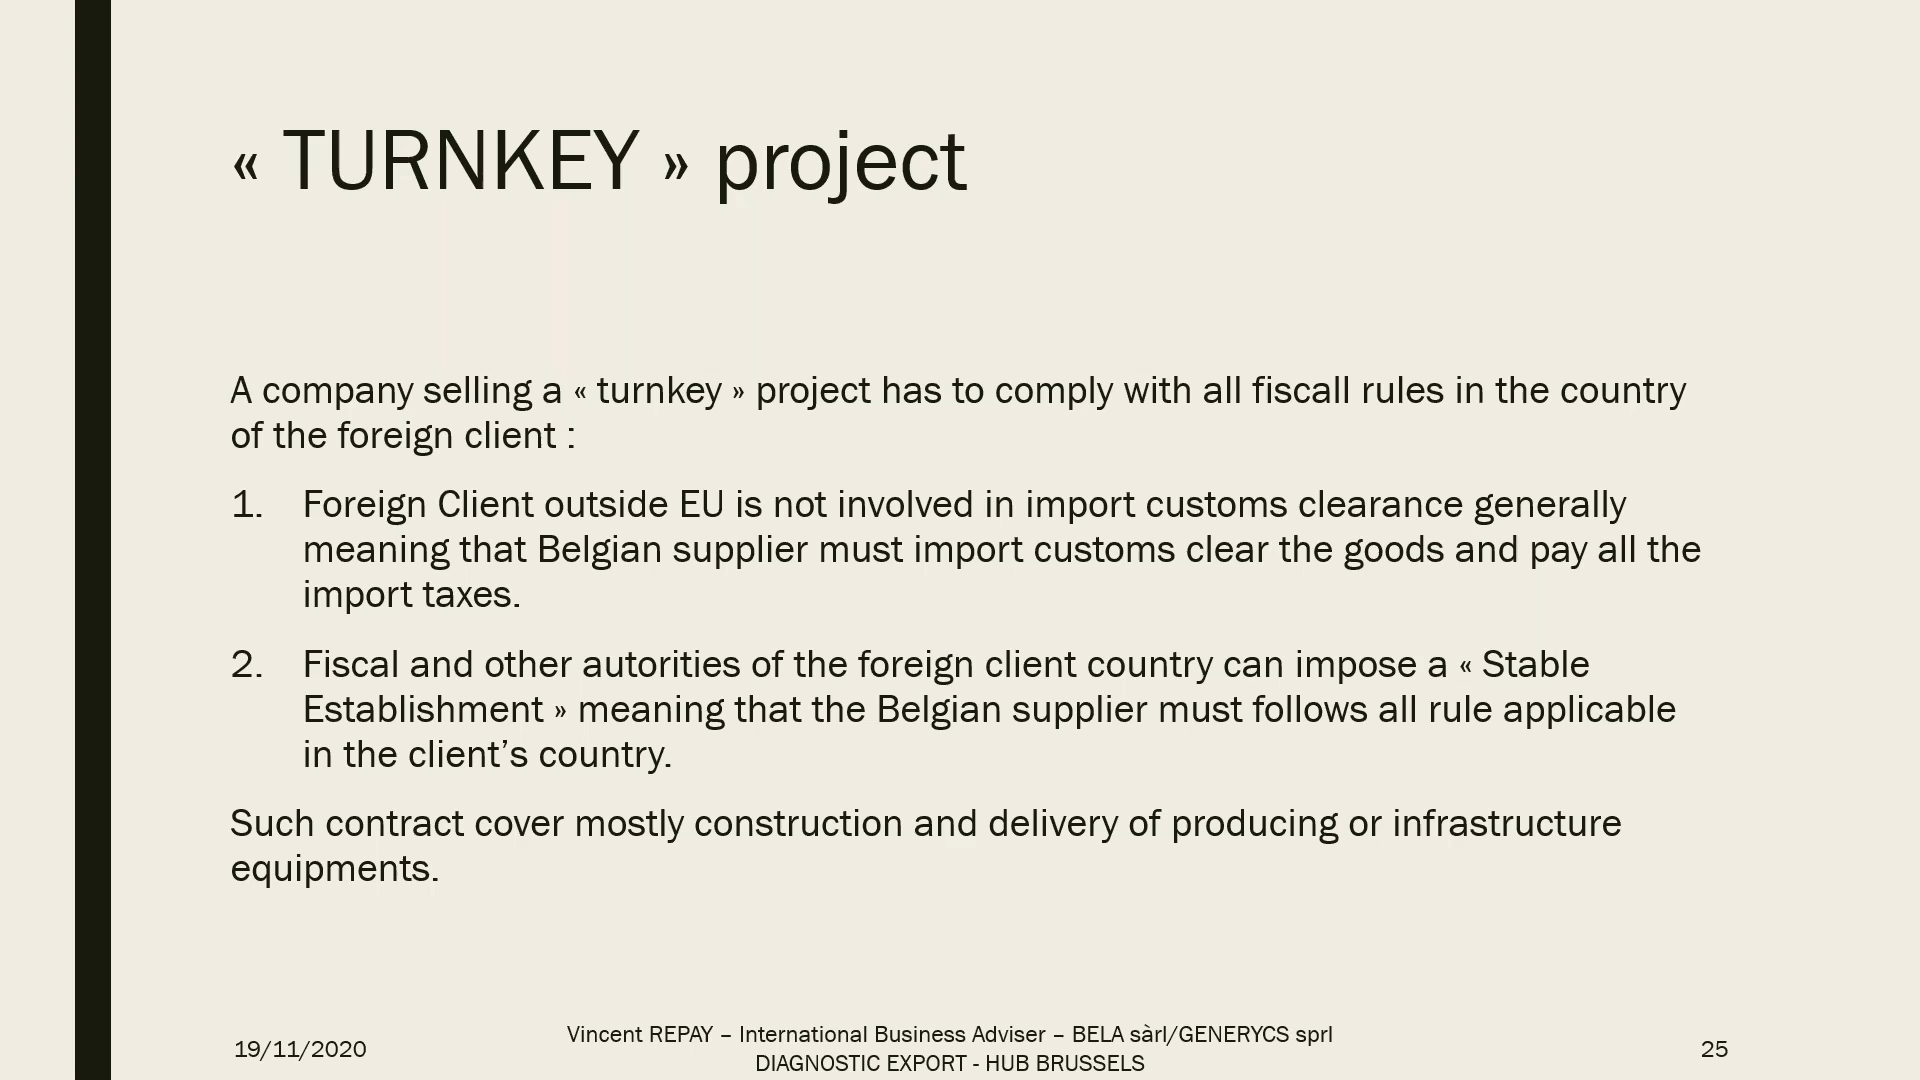 « TURNKEY » project
A company selling a « turnkey » project has to comply with all fiscall rules in the country
of the foreign client :
1. Foreign Client outside EU is not involved in import customs clearance generally
meaning that Belgian supplier must import customs clear the goods and pay all the
import taxes.
2. Fiscal and other autorities of the foreign client country can impose a « Stable
Establishment » meaning that the Belgian supplier must follows all rule applicable
in the client’s country.
Such contract cover mostly construction and delivery of producing or infrastructure
equipments.
19/11/2020
Vincent REPAY – International Business Adviser – BELA sàrl/GENERYCS sprl
DIAGNOSTIC EXPORT - HUB BRUSSELS
25